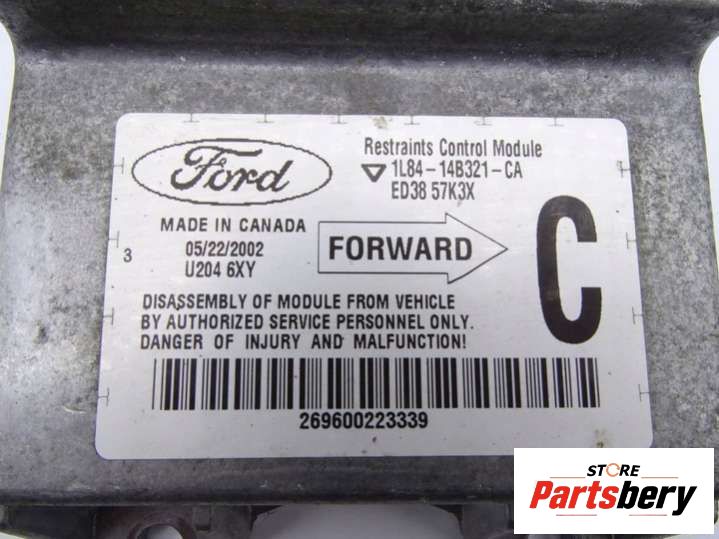 Ford
Restraints Control Module
1L84-14B321-CA
ED38 57K3X
MADE IN CANADA
05/22/2002
U204 6XY
3
FORWARD
C
DISASSEMBLY OF MODULE FROM VEHICLE
BY AUTHORIZED SERVICE PERSONNEL ONLY.
DANGER OF INJURY AND MALFUNCTION!
269600223339
STORE
Partsbery